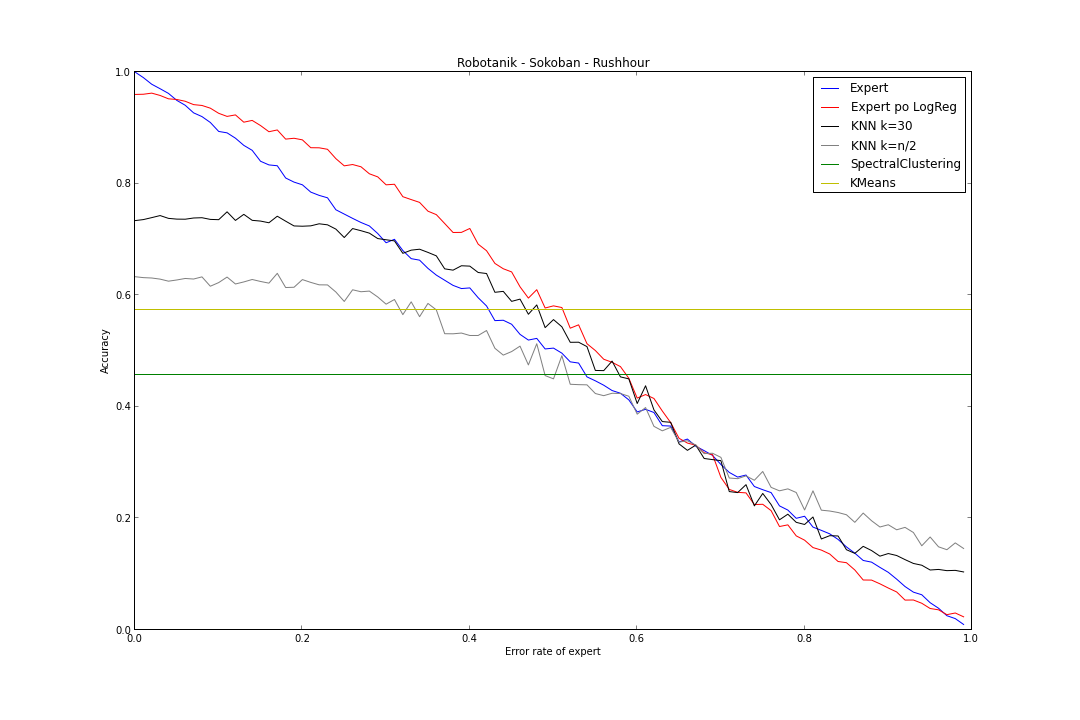 Robotanik - Sokoban - Rushhour
Expert
Expert po LogReg
KNN k=30
KNN k=n/2
SpectralClustering
KMeans
1.0
0.8
0.6
0.4
0.2
0.0
Accuracy
0.0 0.2 0.4 0.6 0.8 1.0
Error rate of expert